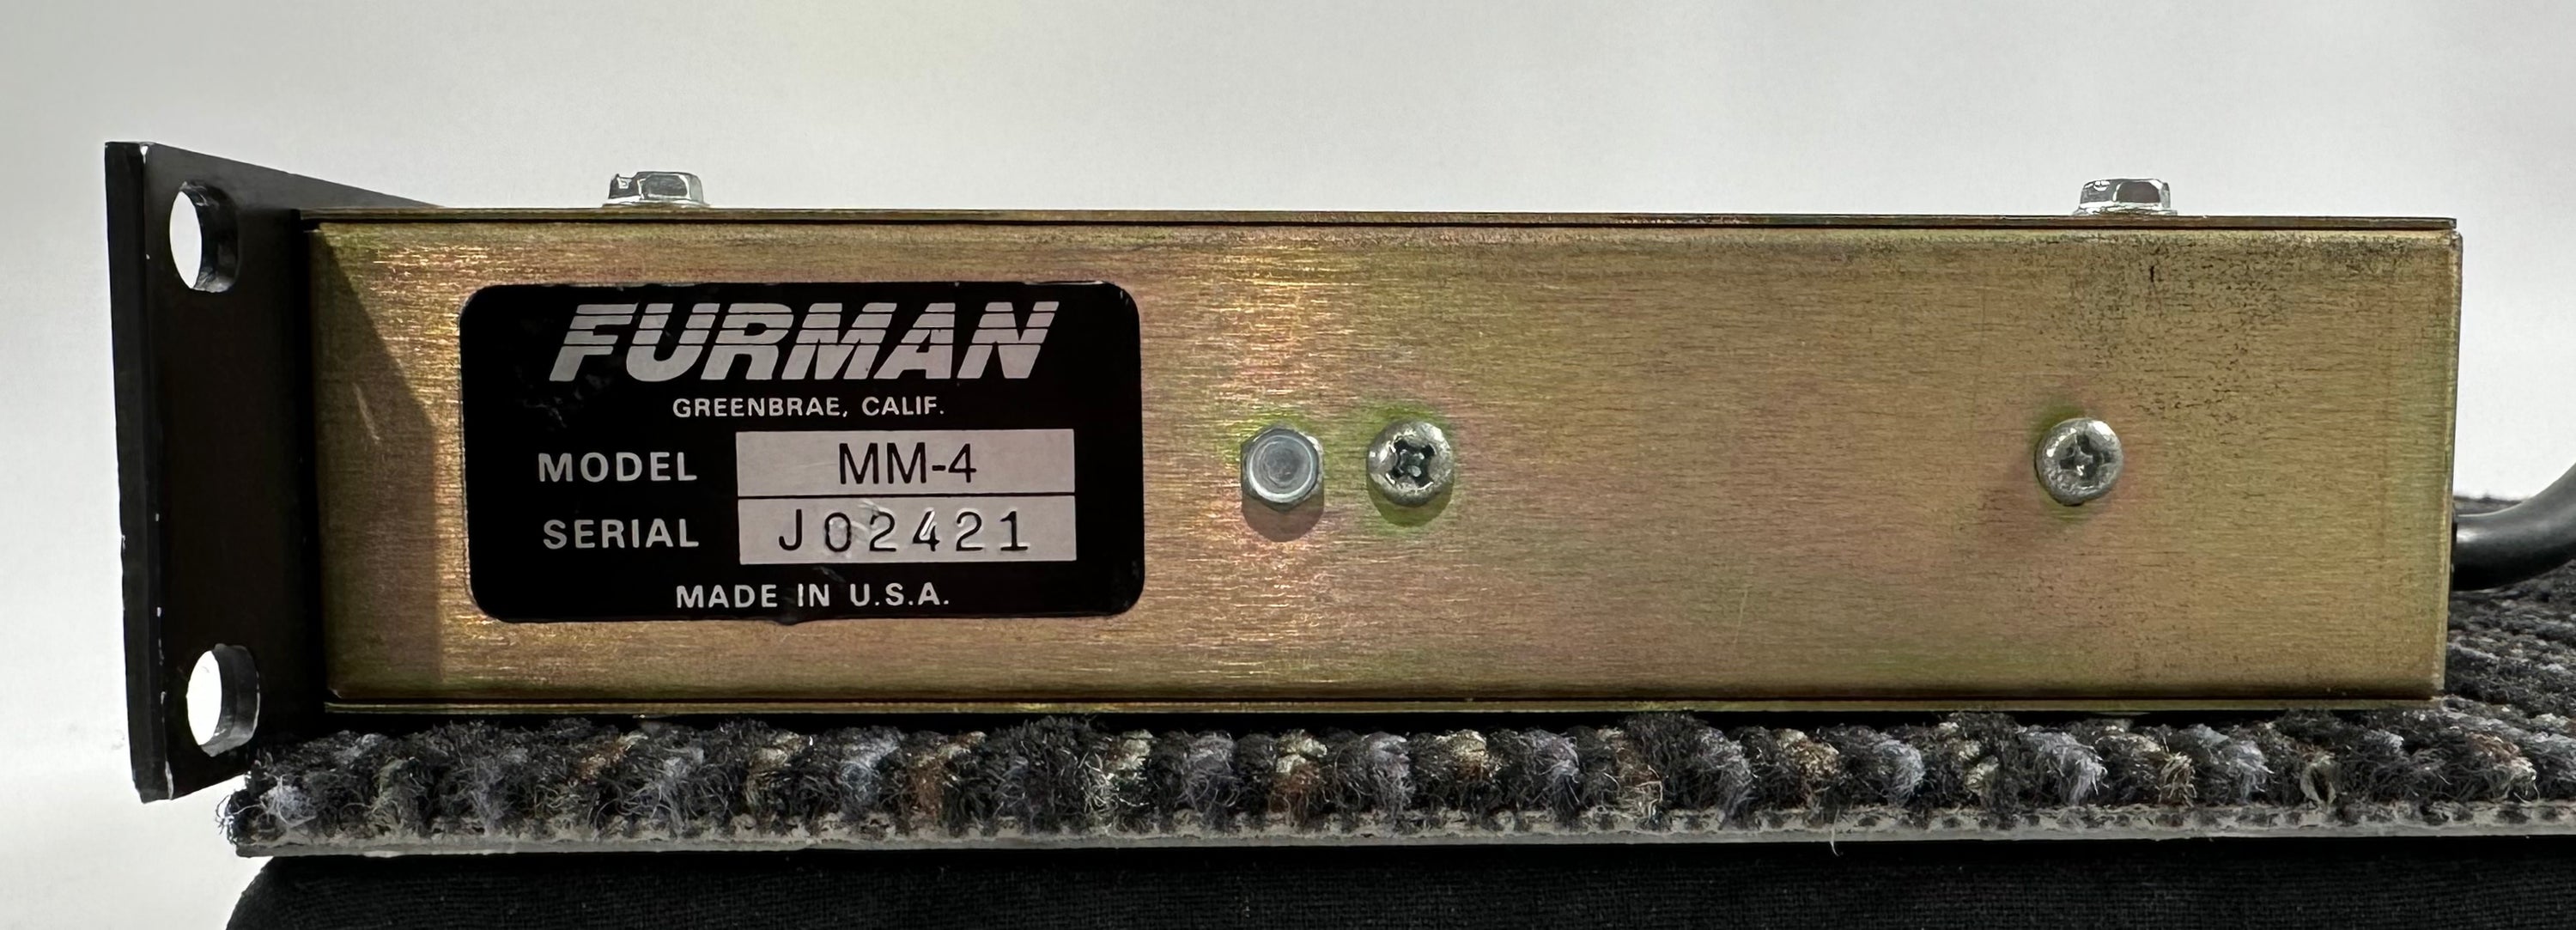 FURMAN
GREENBRAE, CALIF.
MODEL MM-4
SERIAL J02421
MADE IN U.S.A.